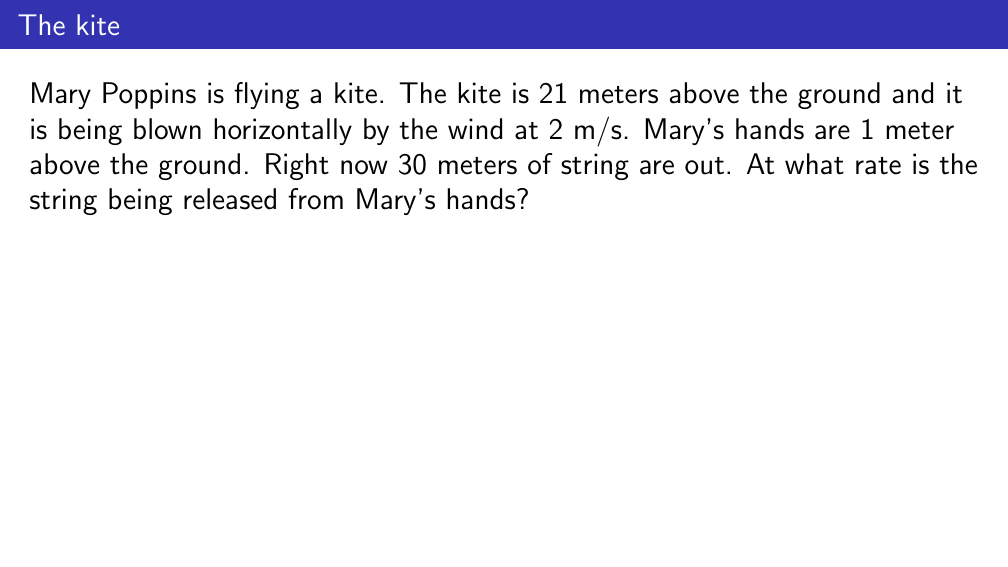 The kite
Mary Poppins is flying a kite. The kite is 21 meters above the ground and it
is being blown horizontally by the wind at 2 m/s. Mary's hands are 1 meter
above the ground. Right now 30 meters of string are out. At what rate is the
string being released from Mary's hands?